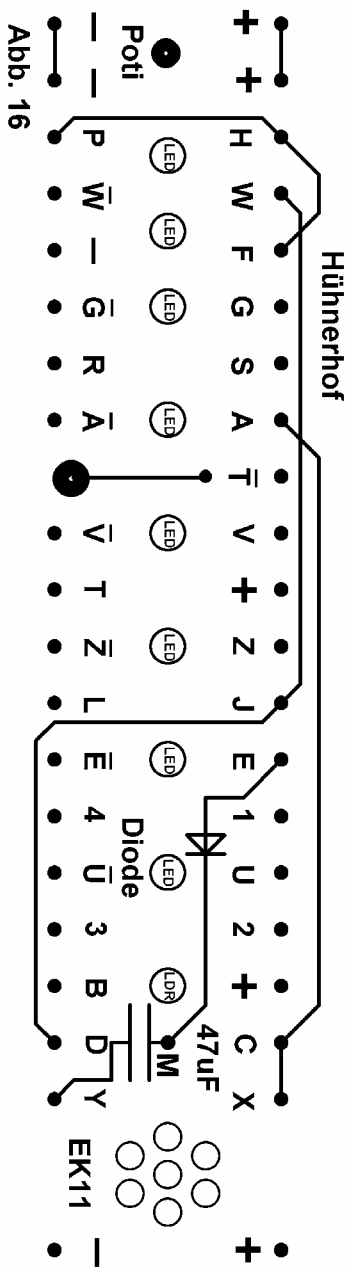 Hühnerhof
+ + H W F G S A T̅ V + Z J E 1 U 2 + C X +
47uF
LED LED LED LED LED LED LED LED LDR M
Poti Diode
− − P W̅ − G̅ R A̅ V̅ T Z̅ L E̅ 4 U̅ 3 B D Y EK11 −
Abb. 16